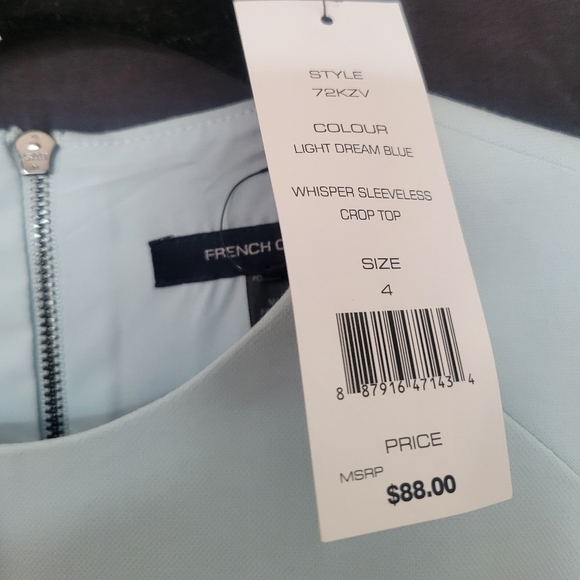 STYLE
72KZV
COLOUR
LIGHT DREAM BLUE
WHISPER SLEEVELESS
CROP TOP
SIZE
4
8 87916 47143 4
PRICE
MSRP
$88.00
FRENCH C